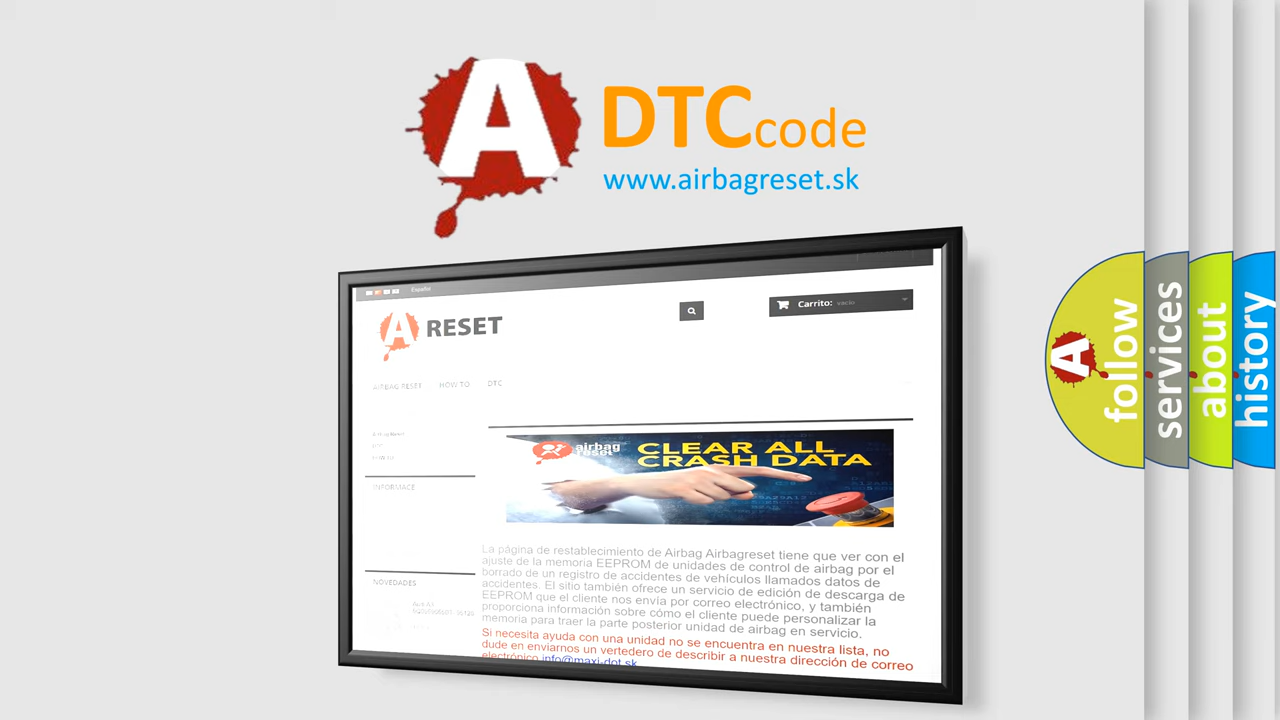 A
DTCcode
www.airbagreset.sk
Español
A RESET
Carrito: vacío
AIRBAG RESET HOW TO DTC
INFORMACE
airbag
reset
CLEAR ALL
CRASH DATA
La página de restablecimiento de Airbag Airbagreset tiene que ver con el
ajuste de la memoria EEPROM de unidades de control de airbag por el
borrado de un registro de accidentes de vehículos llamados datos de
accidentes. El sitio también ofrece un servicio de edición de descarga de
EEPROM que el cliente nos envía por correo electrónico, y también
proporciona información sobre cómo el cliente puede personalizar la
memoria para traer la parte posterior unidad de airbag en servicio.
NOVEDADES
Si necesita ayuda con una unidad no se encuentra en nuestra lista, no
dude en enviarnos un vertedero de describir a nuestra dirección de correo
electrónico info@maxi-dot.sk
A
follow
services
about
history